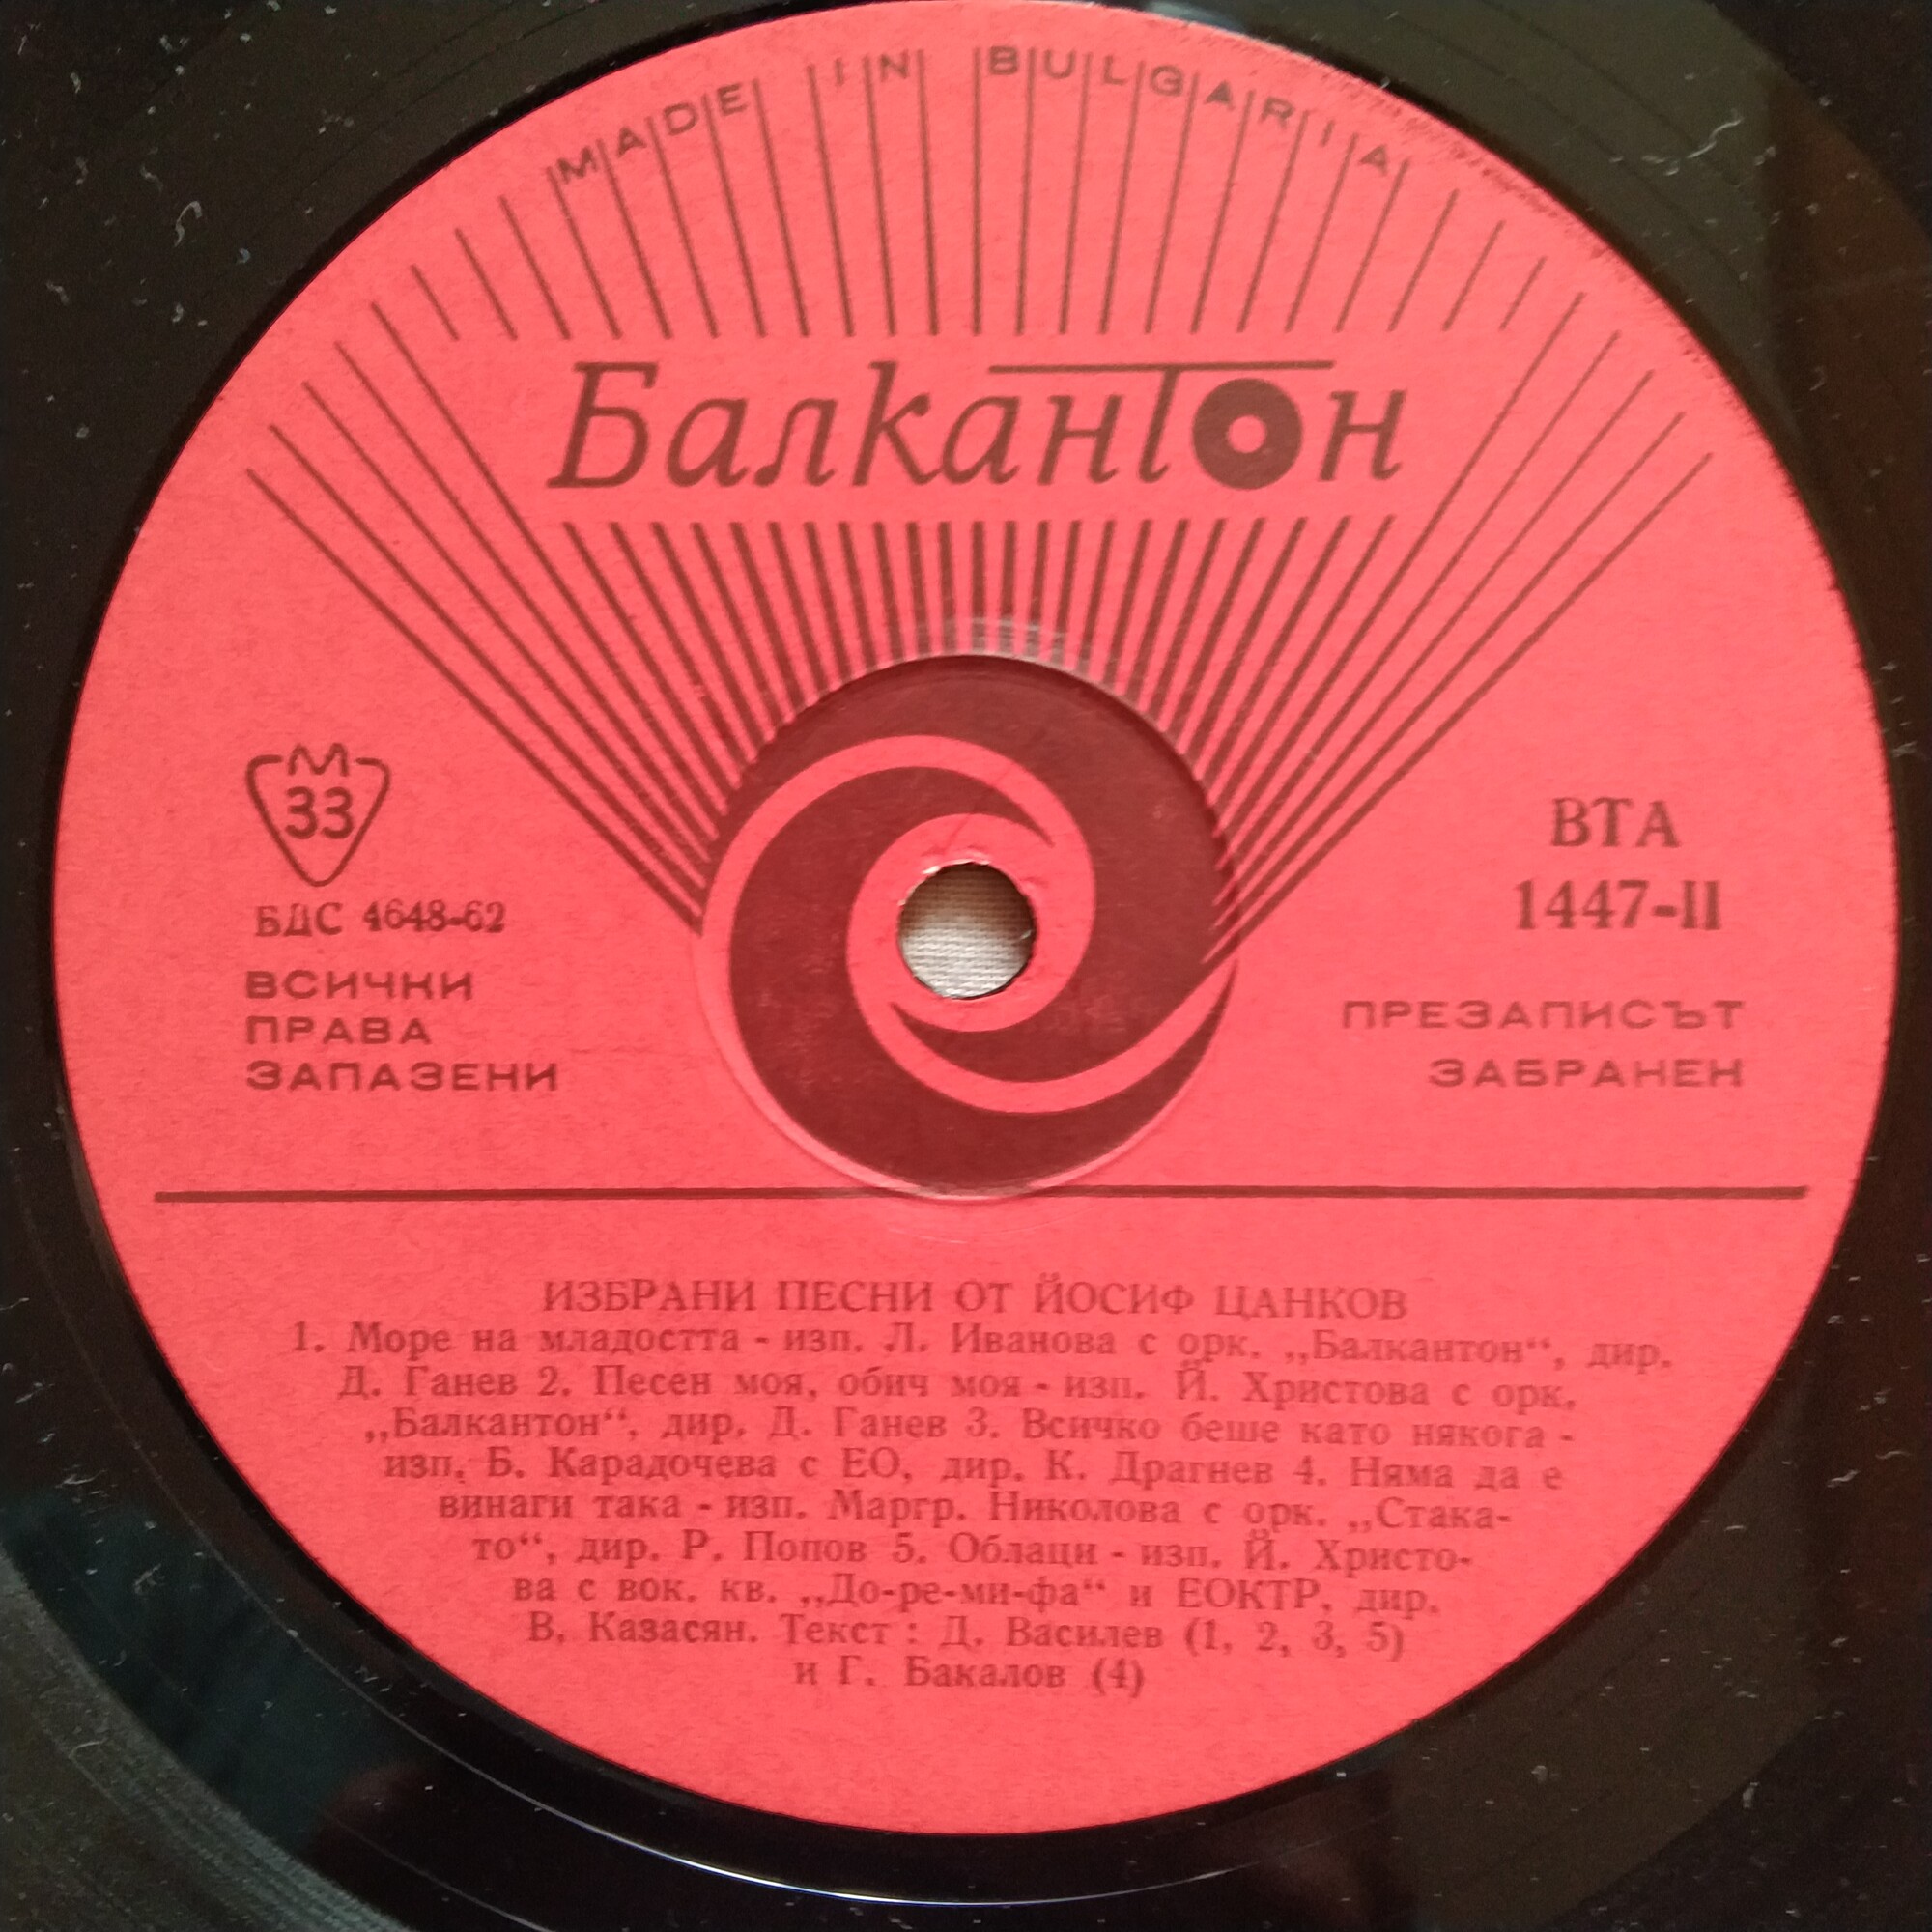 MADE IN BULGARIA
Балкантон
М
33
БДС 4648-62
ВСИЧКИ
ПРАВА
ЗАПАЗЕНИ
ВТА
1447-II
ПРЕЗАПИСЪТ
ЗАБРАНЕН
ИЗБРАНИ ПЕСНИ ОТ ЙОСИФ ЦАНКОВ
1. Море на младостта - изп. Л. Иванова с орк. „Балкантон“, дир.
Д. Ганев 2. Песен моя, обич моя - изп. Й. Христова с орк.
„Балкантон“, дир. Д. Ганев 3. Всичко беше като някога -
изп. Б. Карадочева с ЕО, дир. К. Драгнев 4. Няма да е
винаги така - изп. Маргр. Николова с орк. „Стака-
то“, дир. Р. Попов 5. Облаци - изп. Й. Христо-
ва с вок. кв. „До-ре-ми-фа“ и ЕОКТР, дир.
В. Казасян. Текст : Д. Василев (1, 2, 3, 5)
и Г. Бакалов (4)